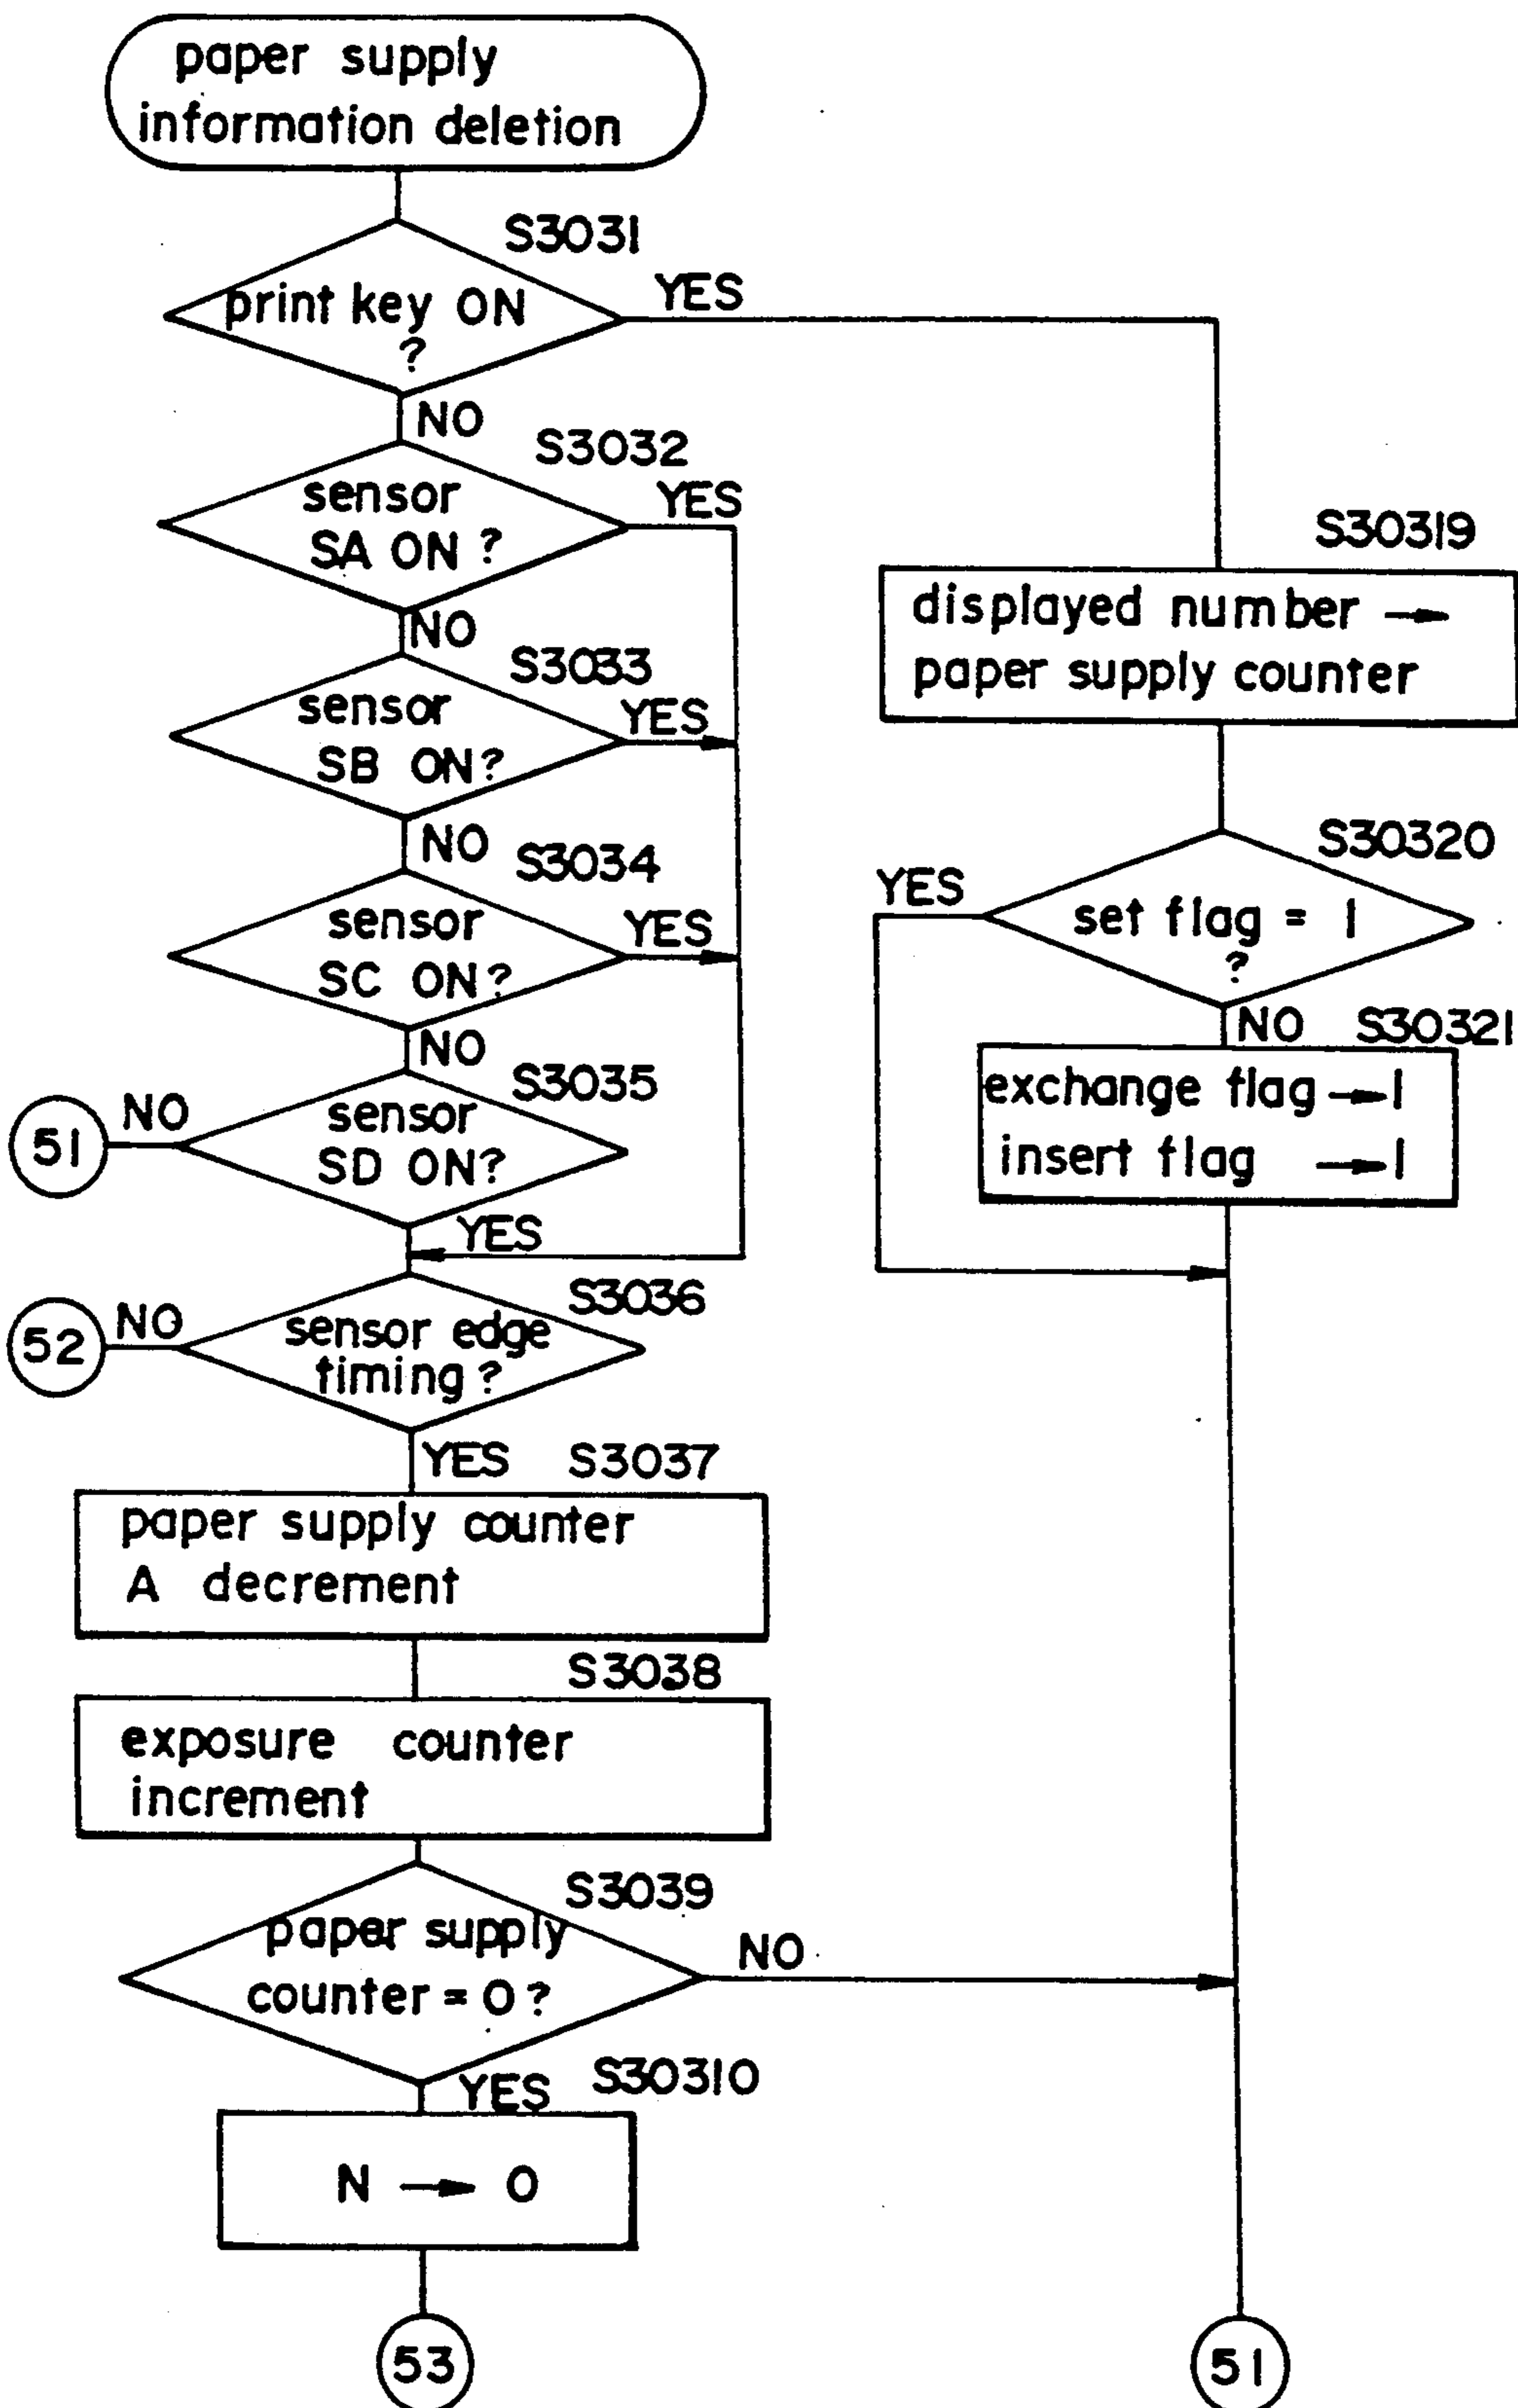 paper supply
information deletion
S3031
print key ON
?
YES
NO
S3032
sensor
SA ON ?
YES
NO
S3033
sensor
SB ON?
YES
NO
S3034
sensor
SC ON?
YES
NO
S3035
sensor
SD ON?
NO
51
YES
S3036
sensor edge
timing ?
NO
52
YES
S3037
paper supply counter
A decrement
S3038
exposure counter
increment
S3039
paper supply
counter = 0 ?
NO
YES
S30310
N → 0
53
S30319
displayed number →
paper supply counter
S30320
set flag = 1
?
YES
NO
S30321
exchange flag → 1
insert flag → 1
51